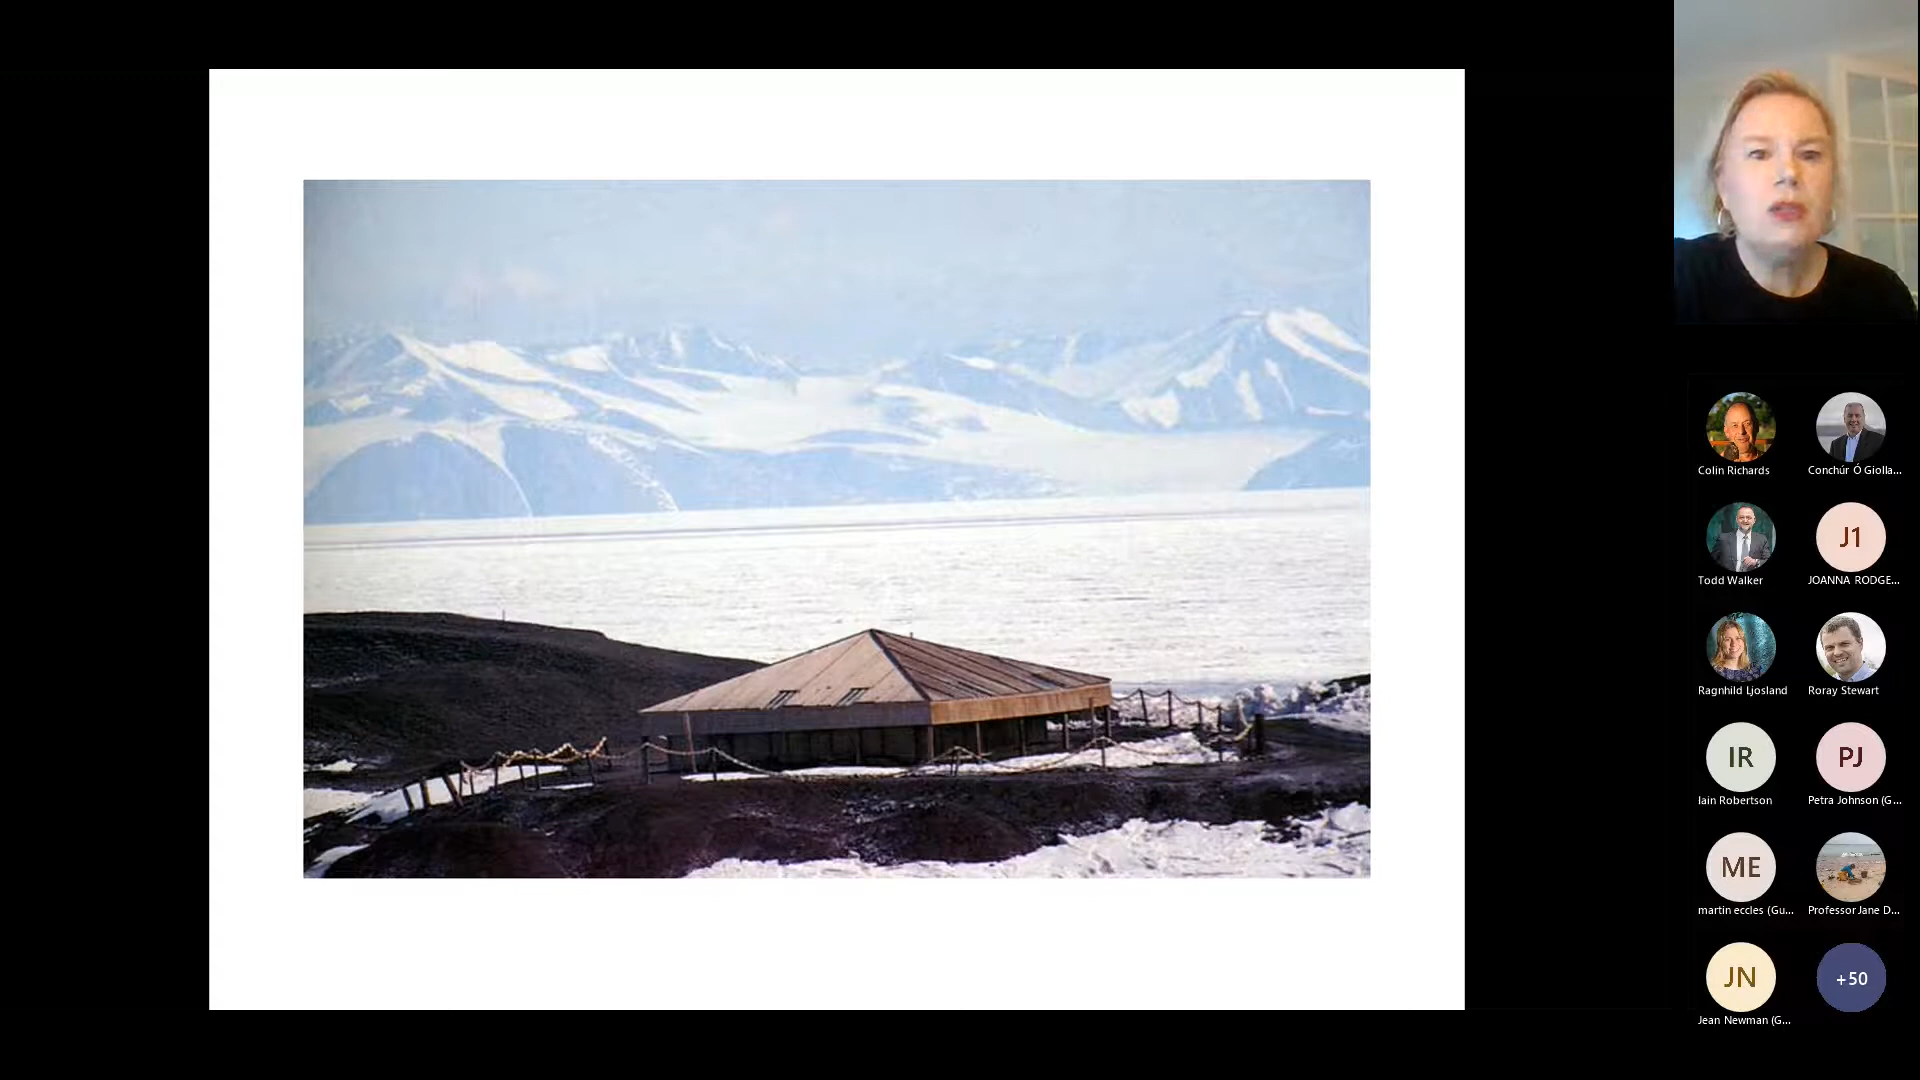 Colin Richards
Conchúr Ó Giolla...
Todd Walker
J1
JOANNA RODGE...
Ragnhild Ljosland
Roray Stewart
IR
Iain Robertson
PJ
Petra Johnson (G...
ME
martin eccles (Gu...
Professor Jane D...
JN
Jean Newman (G...
+50